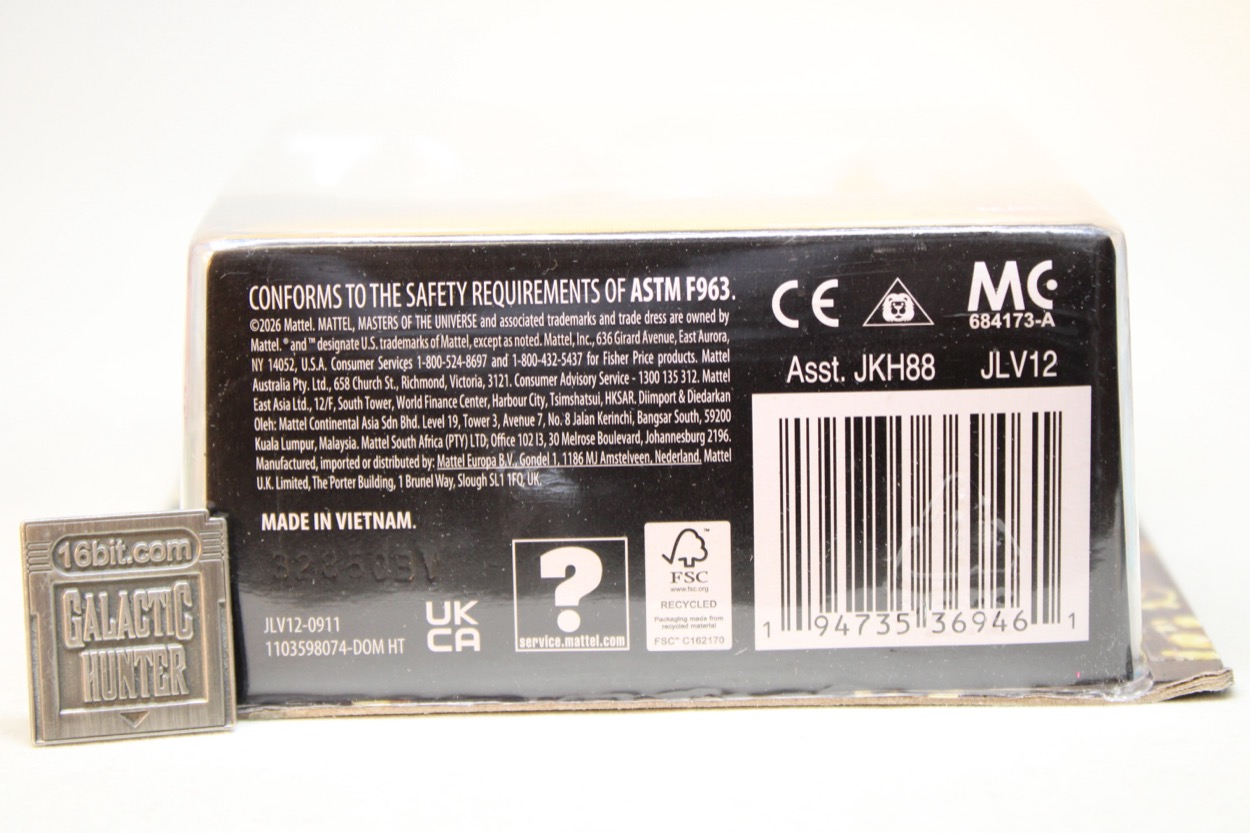 CONFORMS TO THE SAFETY REQUIREMENTS OF ASTM F963.
©2026 Mattel. MATTEL, MASTERS OF THE UNIVERSE and associated trademarks and trade dress are owned by
Mattel. ® and ™ designate U.S. trademarks of Mattel, except as noted. Mattel, Inc., 636 Girard Avenue, East Aurora,
NY 14052, U.S.A. Consumer Services 1-800-524-8697 and 1-800-432-5437 for Fisher Price products. Mattel
Australia Pty. Ltd., 658 Church St., Richmond, Victoria, 3121. Consumer Advisory Service - 1300 135 312. Mattel
East Asia Ltd., 12/F, South Tower, World Finance Center, Harbour City, Tsimshatsui, HKSAR. Diimport & Diedarkan
Oleh: Mattel Continental Asia Sdn Bhd. Level 19, Tower 3, Avenue 7, No. 8 Jalan Kerinchi, Bangsar South, 59200
Kuala Lumpur, Malaysia. Mattel South Africa (PTY) LTD; Office 102 I3, 30 Melrose Boulevard, Johannesburg 2196.
Manufactured, imported or distributed by: Mattel Europa B.V., Gondel 1, 1186 MJ Amstelveen, Nederland. Mattel
U.K. Limited, The Porter Building, 1 Brunel Way, Slough SL1 1FQ, UK.
MADE IN VIETNAM.
JLV12-0911
1103598074-DOM HT
UK
CA
?
service.mattel.com
™
FSC
www.fsc.org
RECYCLED
Packaging made from
recycled material
FSC™ C162170
CE
MC
684173-A
Asst. JKH88 JLV12
1 94735 36946 1
16bit.com
GALACTIC
HUNTER